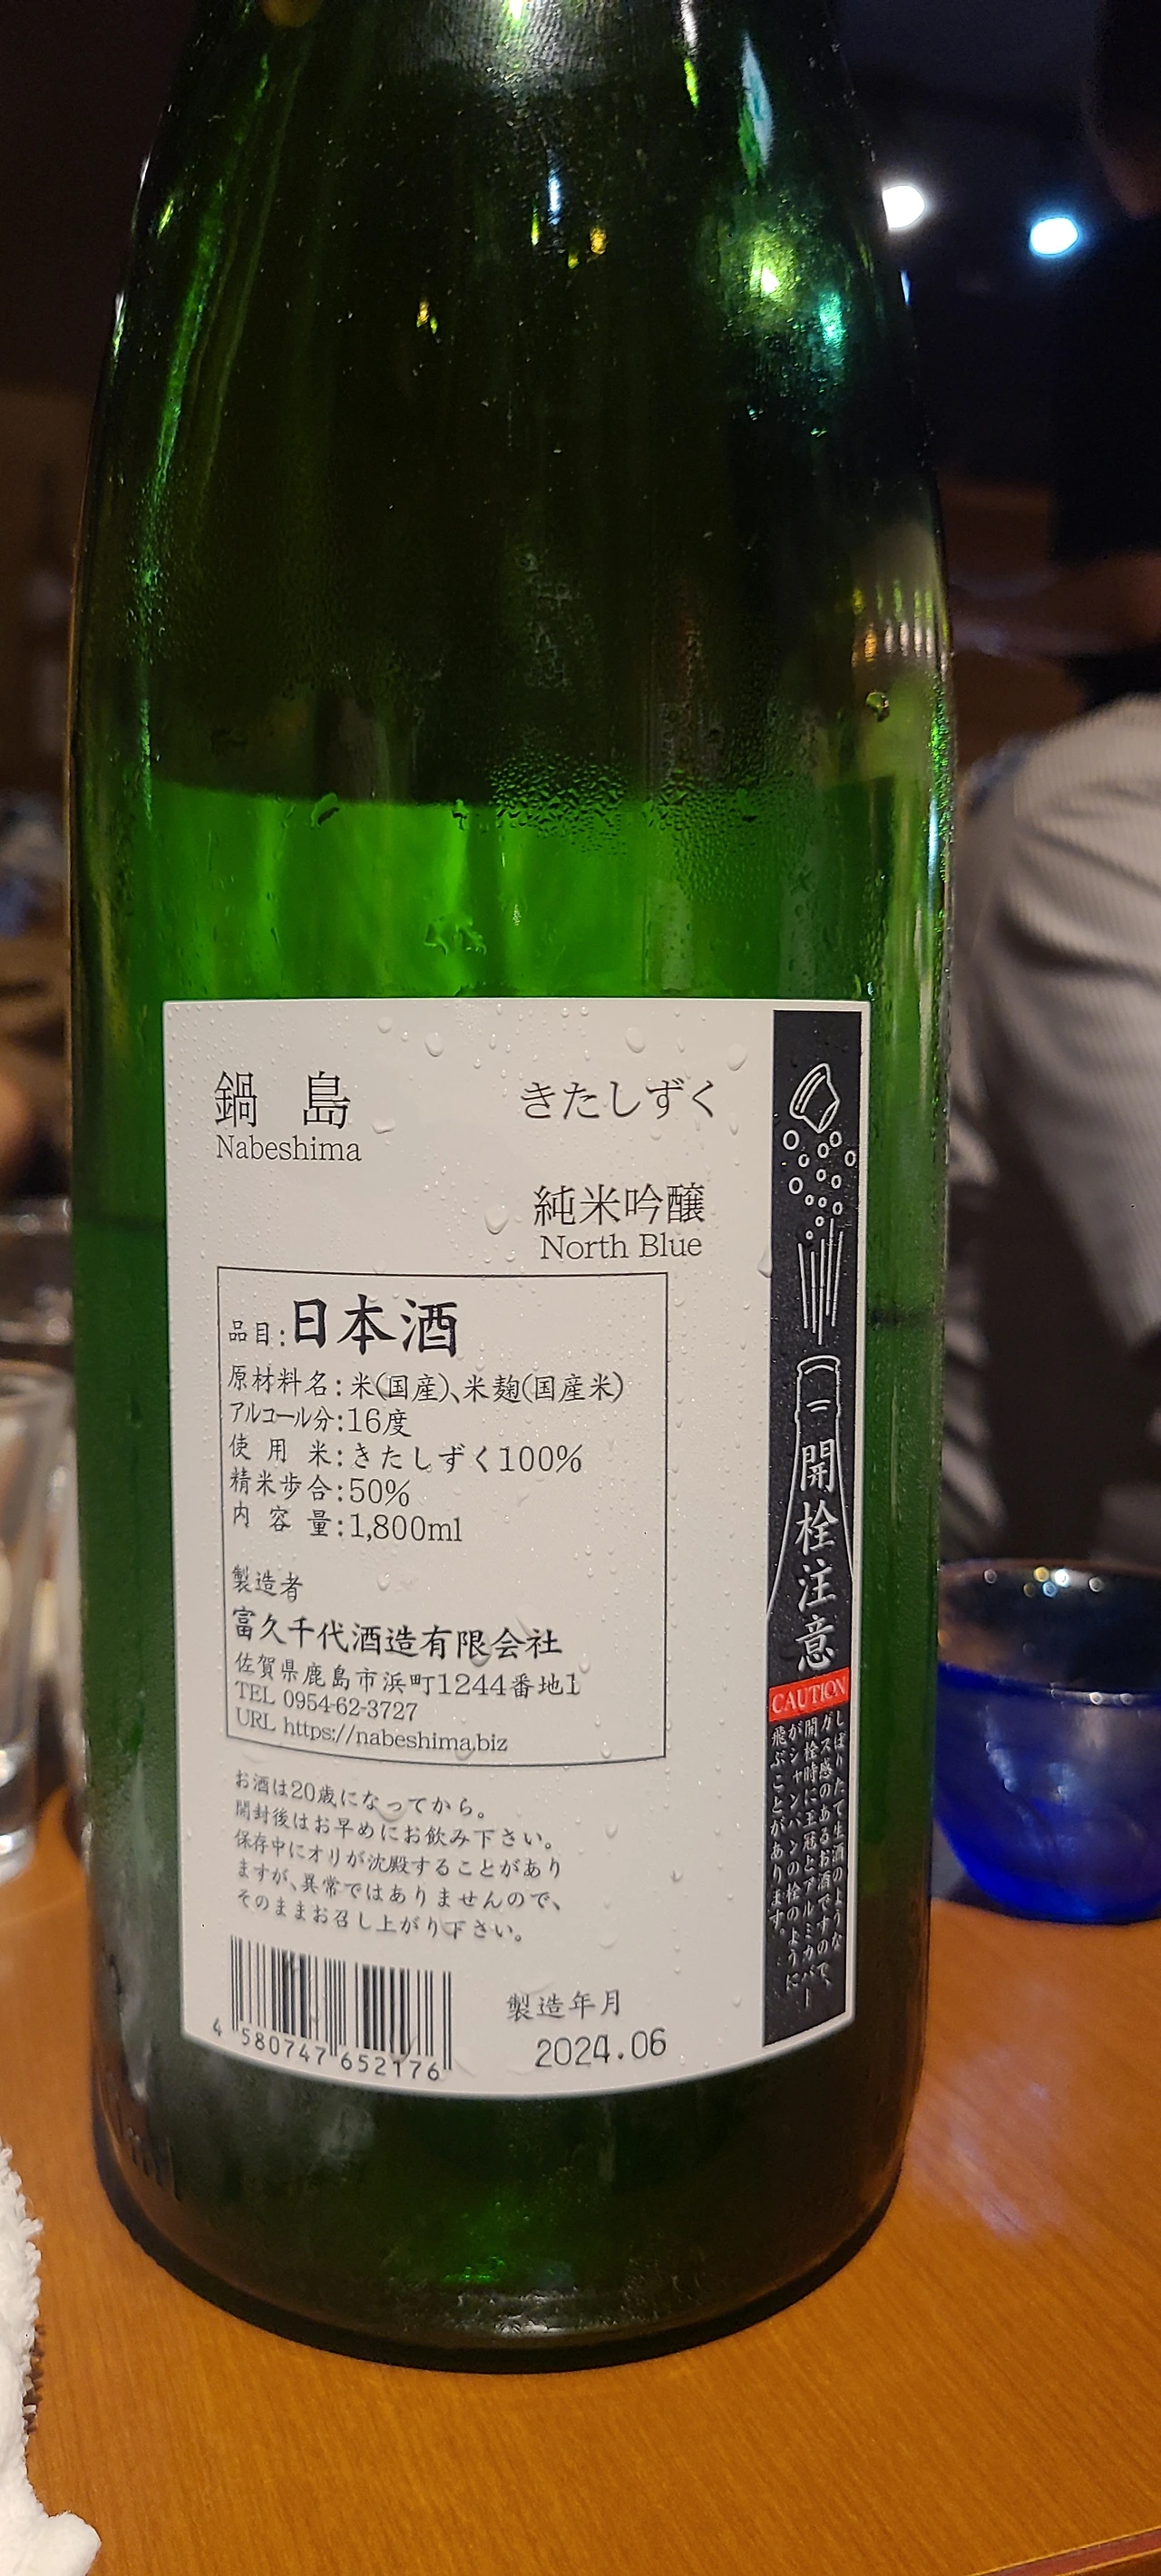 鍋島
Nabeshima
きたしずく
純米吟醸
North Blue
品目:日本酒
原材料名:米(国産)、米麹(国産米)
アルコール分:16度
使用米:きたしずく100%
精米歩合:50%
内容量:1,800ml
製造者
富久千代酒造有限会社
佐賀県鹿島市浜町1244番地1
TEL 0954-62-3727
URL https://nabeshima.biz
お酒は20歳になってから。
開封後はお早めにお飲み下さい。
保存中にオリが沈殿することがあり
ますが、異常ではありませんので、
そのままお召し上がり下さい。
4 580747 652176
製造年月
2024.06
開栓注意
CAUTION
しぼりたて生酒のような
ガス感のあるお酒ですので、
開栓時に王冠とアルミカバー
がシャンパンの栓のように
飛ぶことがあります。